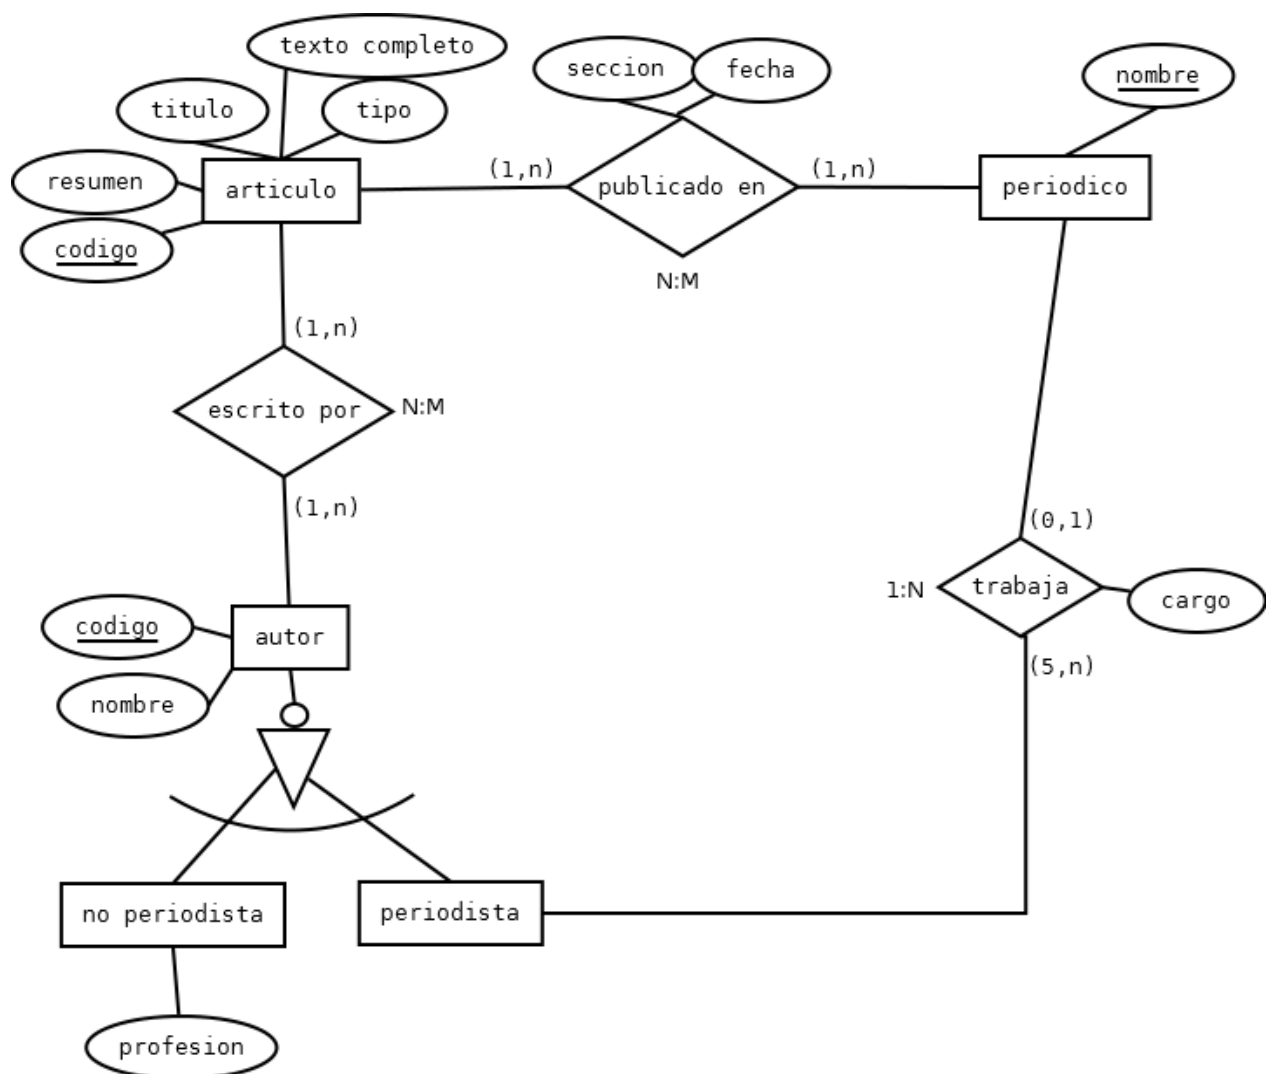 texto completo
seccion
fecha
nombre
titulo
tipo
resumen
articulo
(1,n)
publicado en
(1,n)
periodico
codigo
N:M
(1,n)
escrito por
N:M
(1,n)
(0,1)
1:N
trabaja
cargo
codigo
autor
(5,n)
nombre
no periodista
periodista
profesion